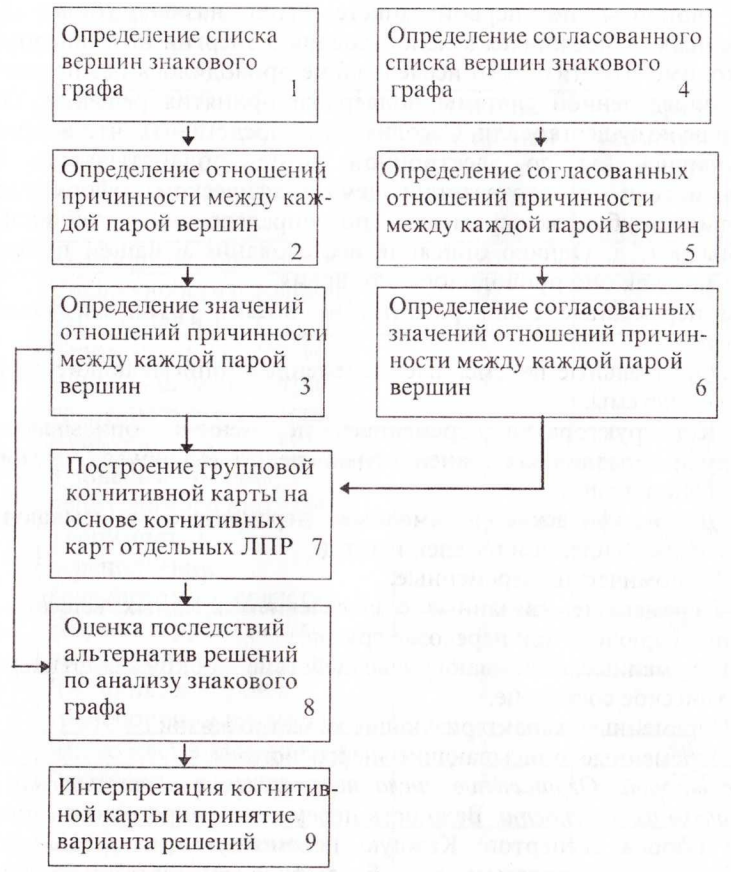 Определение списка
вершин знакового
графа 1
Определение отношений
причинности между каж-
дой парой вершин
2
Определение значений
отношений причинности
между каждой парой
вершин 3
Определение согласованного
списка вершин знакового
графа 4
Определение согласованных
отношений причинности
между каждой парой вершин
5
Определение согласованных
значений отношений причин-
ности между каждой парой
вершин 6
Построение групповой
когнитивной карты на
основе когнитивных
карт отдельных ЛПР 7
Оценка последствий
альтернатив решений
по анализу знакового
графа 8
Интерпретация когнитив-
ной карты и принятие
варианта решений 9